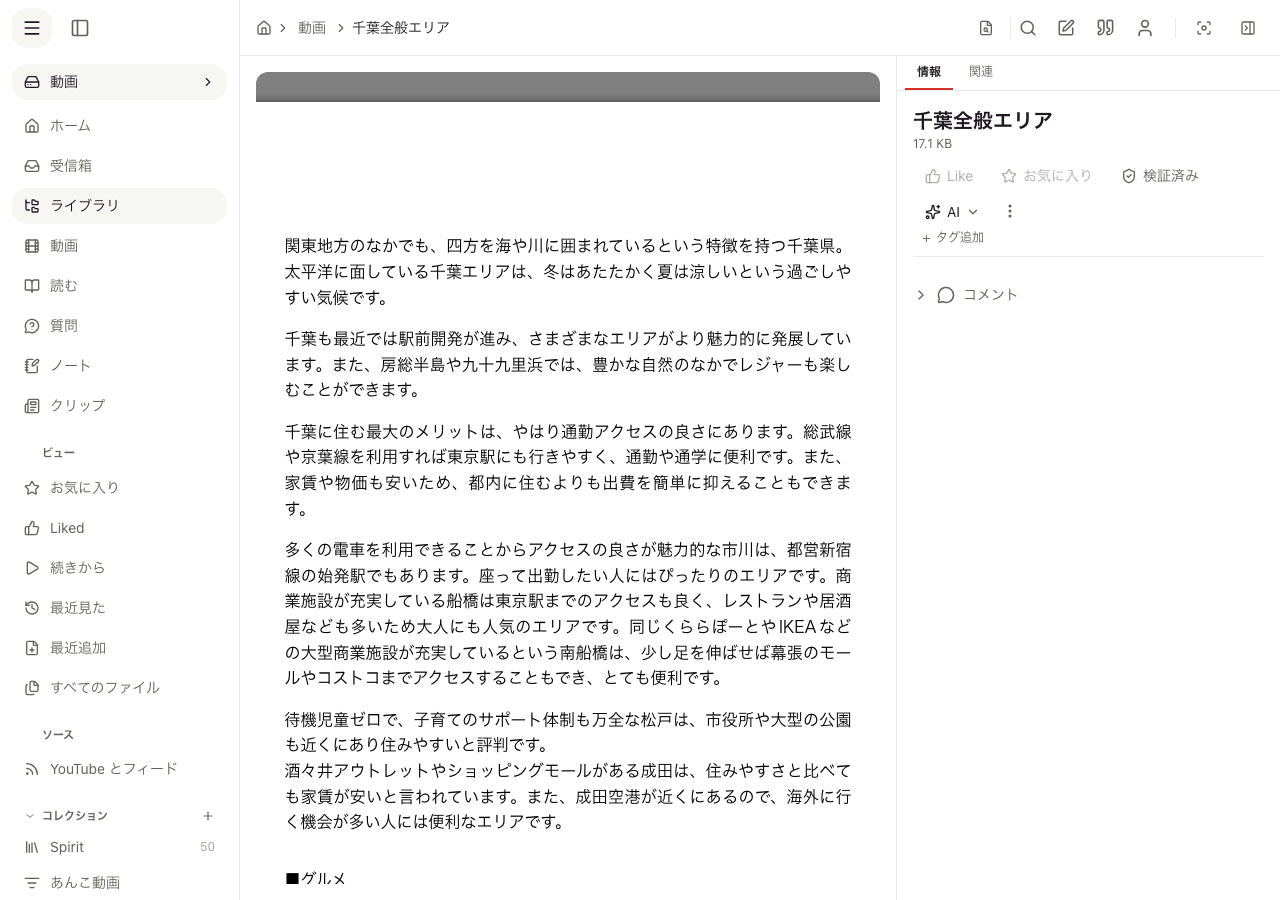 動画
千葉全般エリア
動画
ホーム
受信箱
ライブラリ
動画
読む
質問
ノート
クリップ
ビュー
お気に入り
Liked
続きから
最近見た
最近追加
すべてのファイル
ソース
YouTube とフィード
コレクション
Spirit
50
あんこ動画
関東地方のなかでも、四方を海や川に囲まれているという特徴を持つ千葉県。
太平洋に面している千葉エリアは、冬はあたたかく夏は涼しいという過ごしや
すい気候です。
千葉も最近では駅前開発が進み、さまざまなエリアがより魅力的に発展してい
ます。また、房総半島や九十九里浜では、豊かな自然のなかでレジャーも楽し
むことができます。
千葉に住む最大のメリットは、やはり通勤アクセスの良さにあります。総武線
や京葉線を利用すれば東京駅にも行きやすく、通勤や通学に便利です。また、
家賃や物価も安いため、都内に住むよりも出費を簡単に抑えることもできま
す。
多くの電車を利用できることからアクセスの良さが魅力的な市川は、都営新宿
線の始発駅でもあります。座って出勤したい人にはぴったりのエリアです。商
業施設が充実している船橋は東京駅までのアクセスも良く、レストランや居酒
屋なども多いため大人にも人気のエリアです。同じくららぽーとやIKEAなど
の大型商業施設が充実しているという南船橋は、少し足を伸ばせば幕張のモー
ルやコストコまでアクセスすることもでき、とても便利です。
待機児童ゼロで、子育てのサポート体制も万全な松戸は、市役所や大型の公園
も近くにあり住みやすいと評判です。
酒々井アウトレットやショッピングモールがある成田は、住みやすさと比べて
も家賃が安いと言われています。また、成田空港が近くにあるので、海外に行
く機会が多い人には便利なエリアです。
■グルメ
情報
関連
千葉全般エリア
17.1 KB
Like
お気に入り
検証済み
AI
+ タグ追加
コメント